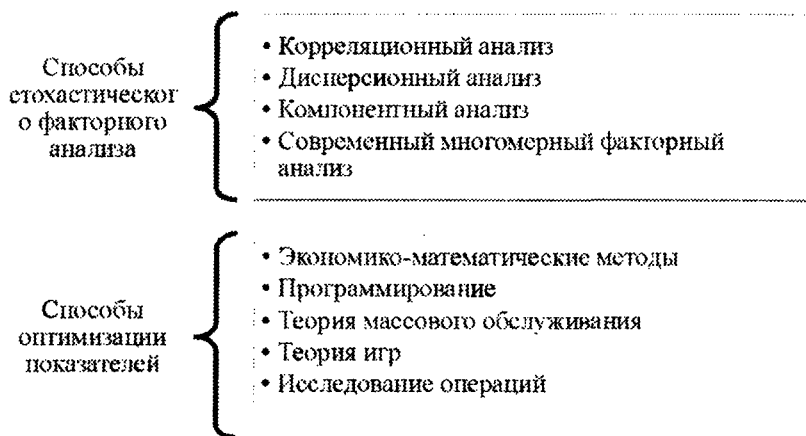 Способы
стохастическог
о факторного
анализа
• Корреляционный анализ
• Дисперсионный анализ
• Компонентный анализ
• Современный многомерный факторный
анализ
Способы
оптимизации
показателей
• Экономико-математические методы
• Программирование
• Теория массового обслуживания
• Теория игр
• Исследование операций